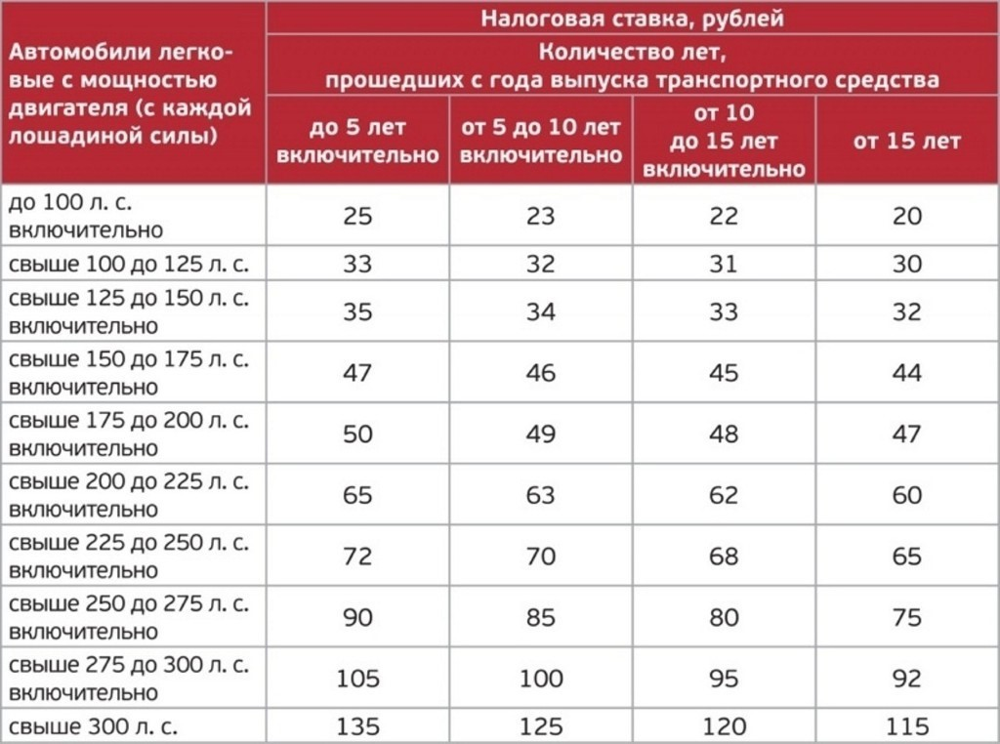 Автомобили легко-
вые с мощностью
двигателя (с каждой
лошадиной силы)
Налоговая ставка, рублей
Количество лет,
прошедших с года выпуска транспортного средства
до 5 лет
включительно
от 5 до 10 лет
включительно
от 10
до 15 лет
включительно
от 15 лет
до 100 л. с.
включительно
25 23 22 20
свыше 100 до 125 л. с. 33 32 31 30
свыше 125 до 150 л. с.
включительно
35 34 33 32
свыше 150 до 175 л. с.
включительно
47 46 45 44
свыше 175 до 200 л. с.
включительно
50 49 48 47
свыше 200 до 225 л. с.
включительно
65 63 62 60
свыше 225 до 250 л. с.
включительно
72 70 68 65
свыше 250 до 275 л. с.
включительно
90 85 80 75
свыше 275 до 300 л. с.
включительно
105 100 95 92
свыше 300 л. с. 135 125 120 115